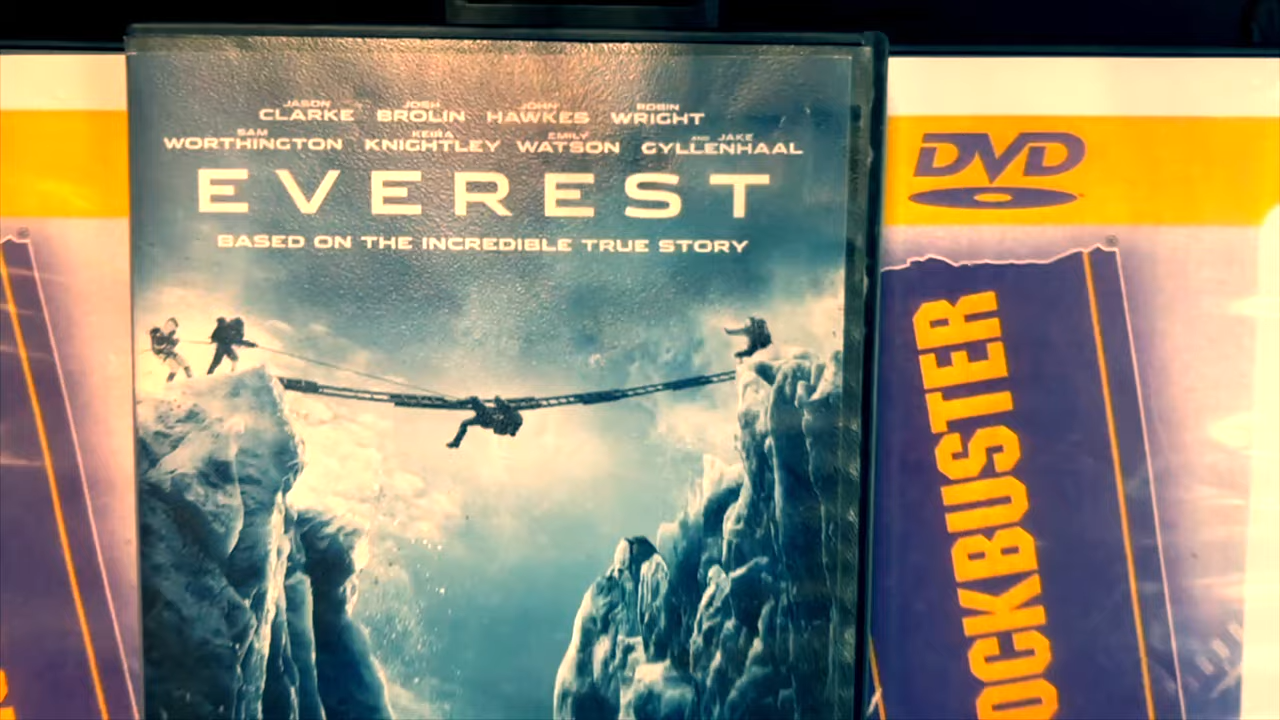 JASON JOSH JOHN ROBIN
CLARKE BROLIN HAWKES WRIGHT
SAM KEIRA EMILY AND JAKE
WORTHINGTON KNIGHTLEY WATSON GYLLENHAAL
EVEREST
BASED ON THE INCREDIBLE TRUE STORY
DVD
OCKBUSTER